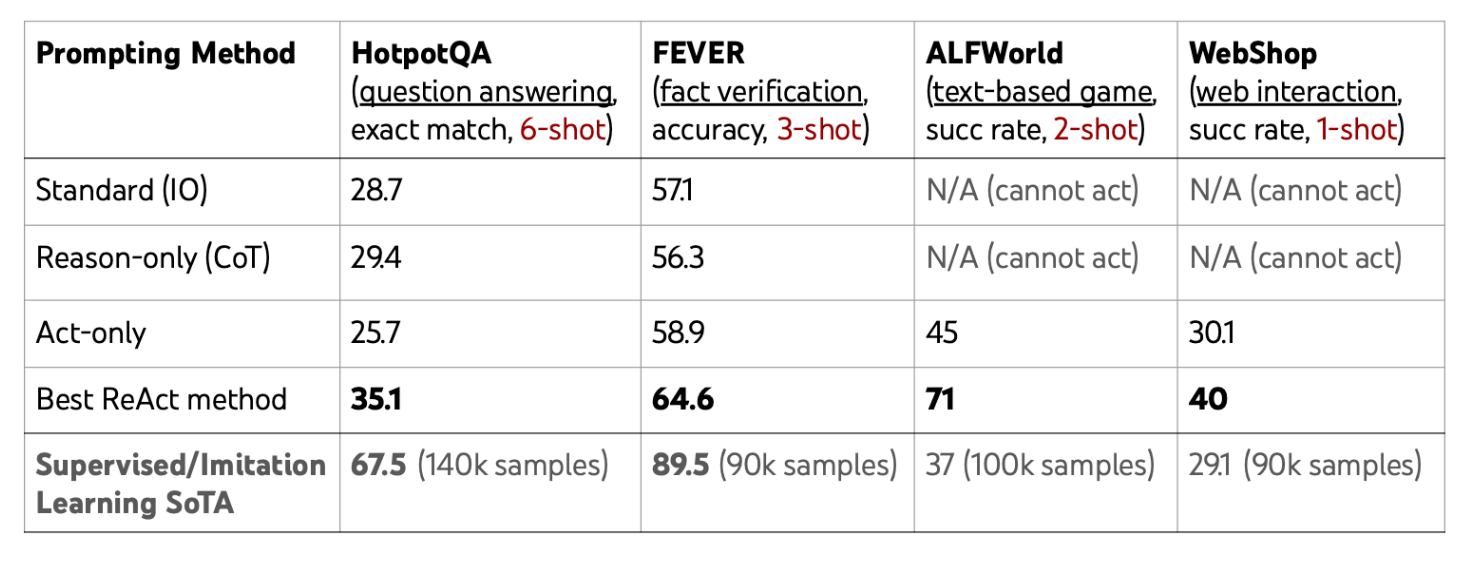 Prompting Method HotpotQA FEVER ALFWorld WebShop
(question answering, (fact verification, (text-based game, (web interaction,
exact match, 6-shot) accuracy, 3-shot) succ rate, 2-shot) succ rate, 1-shot)
Standard (IO) 28.7 57.1 N/A (cannot act) N/A (cannot act)
Reason-only (CoT) 29.4 56.3 N/A (cannot act) N/A (cannot act)
Act-only 25.7 58.9 45 30.1
Best ReAct method 35.1 64.6 71 40
Supervised/Imitation 67.5 (140k samples) 89.5 (90k samples) 37 (100k samples) 29.1 (90k samples)
Learning SoTA